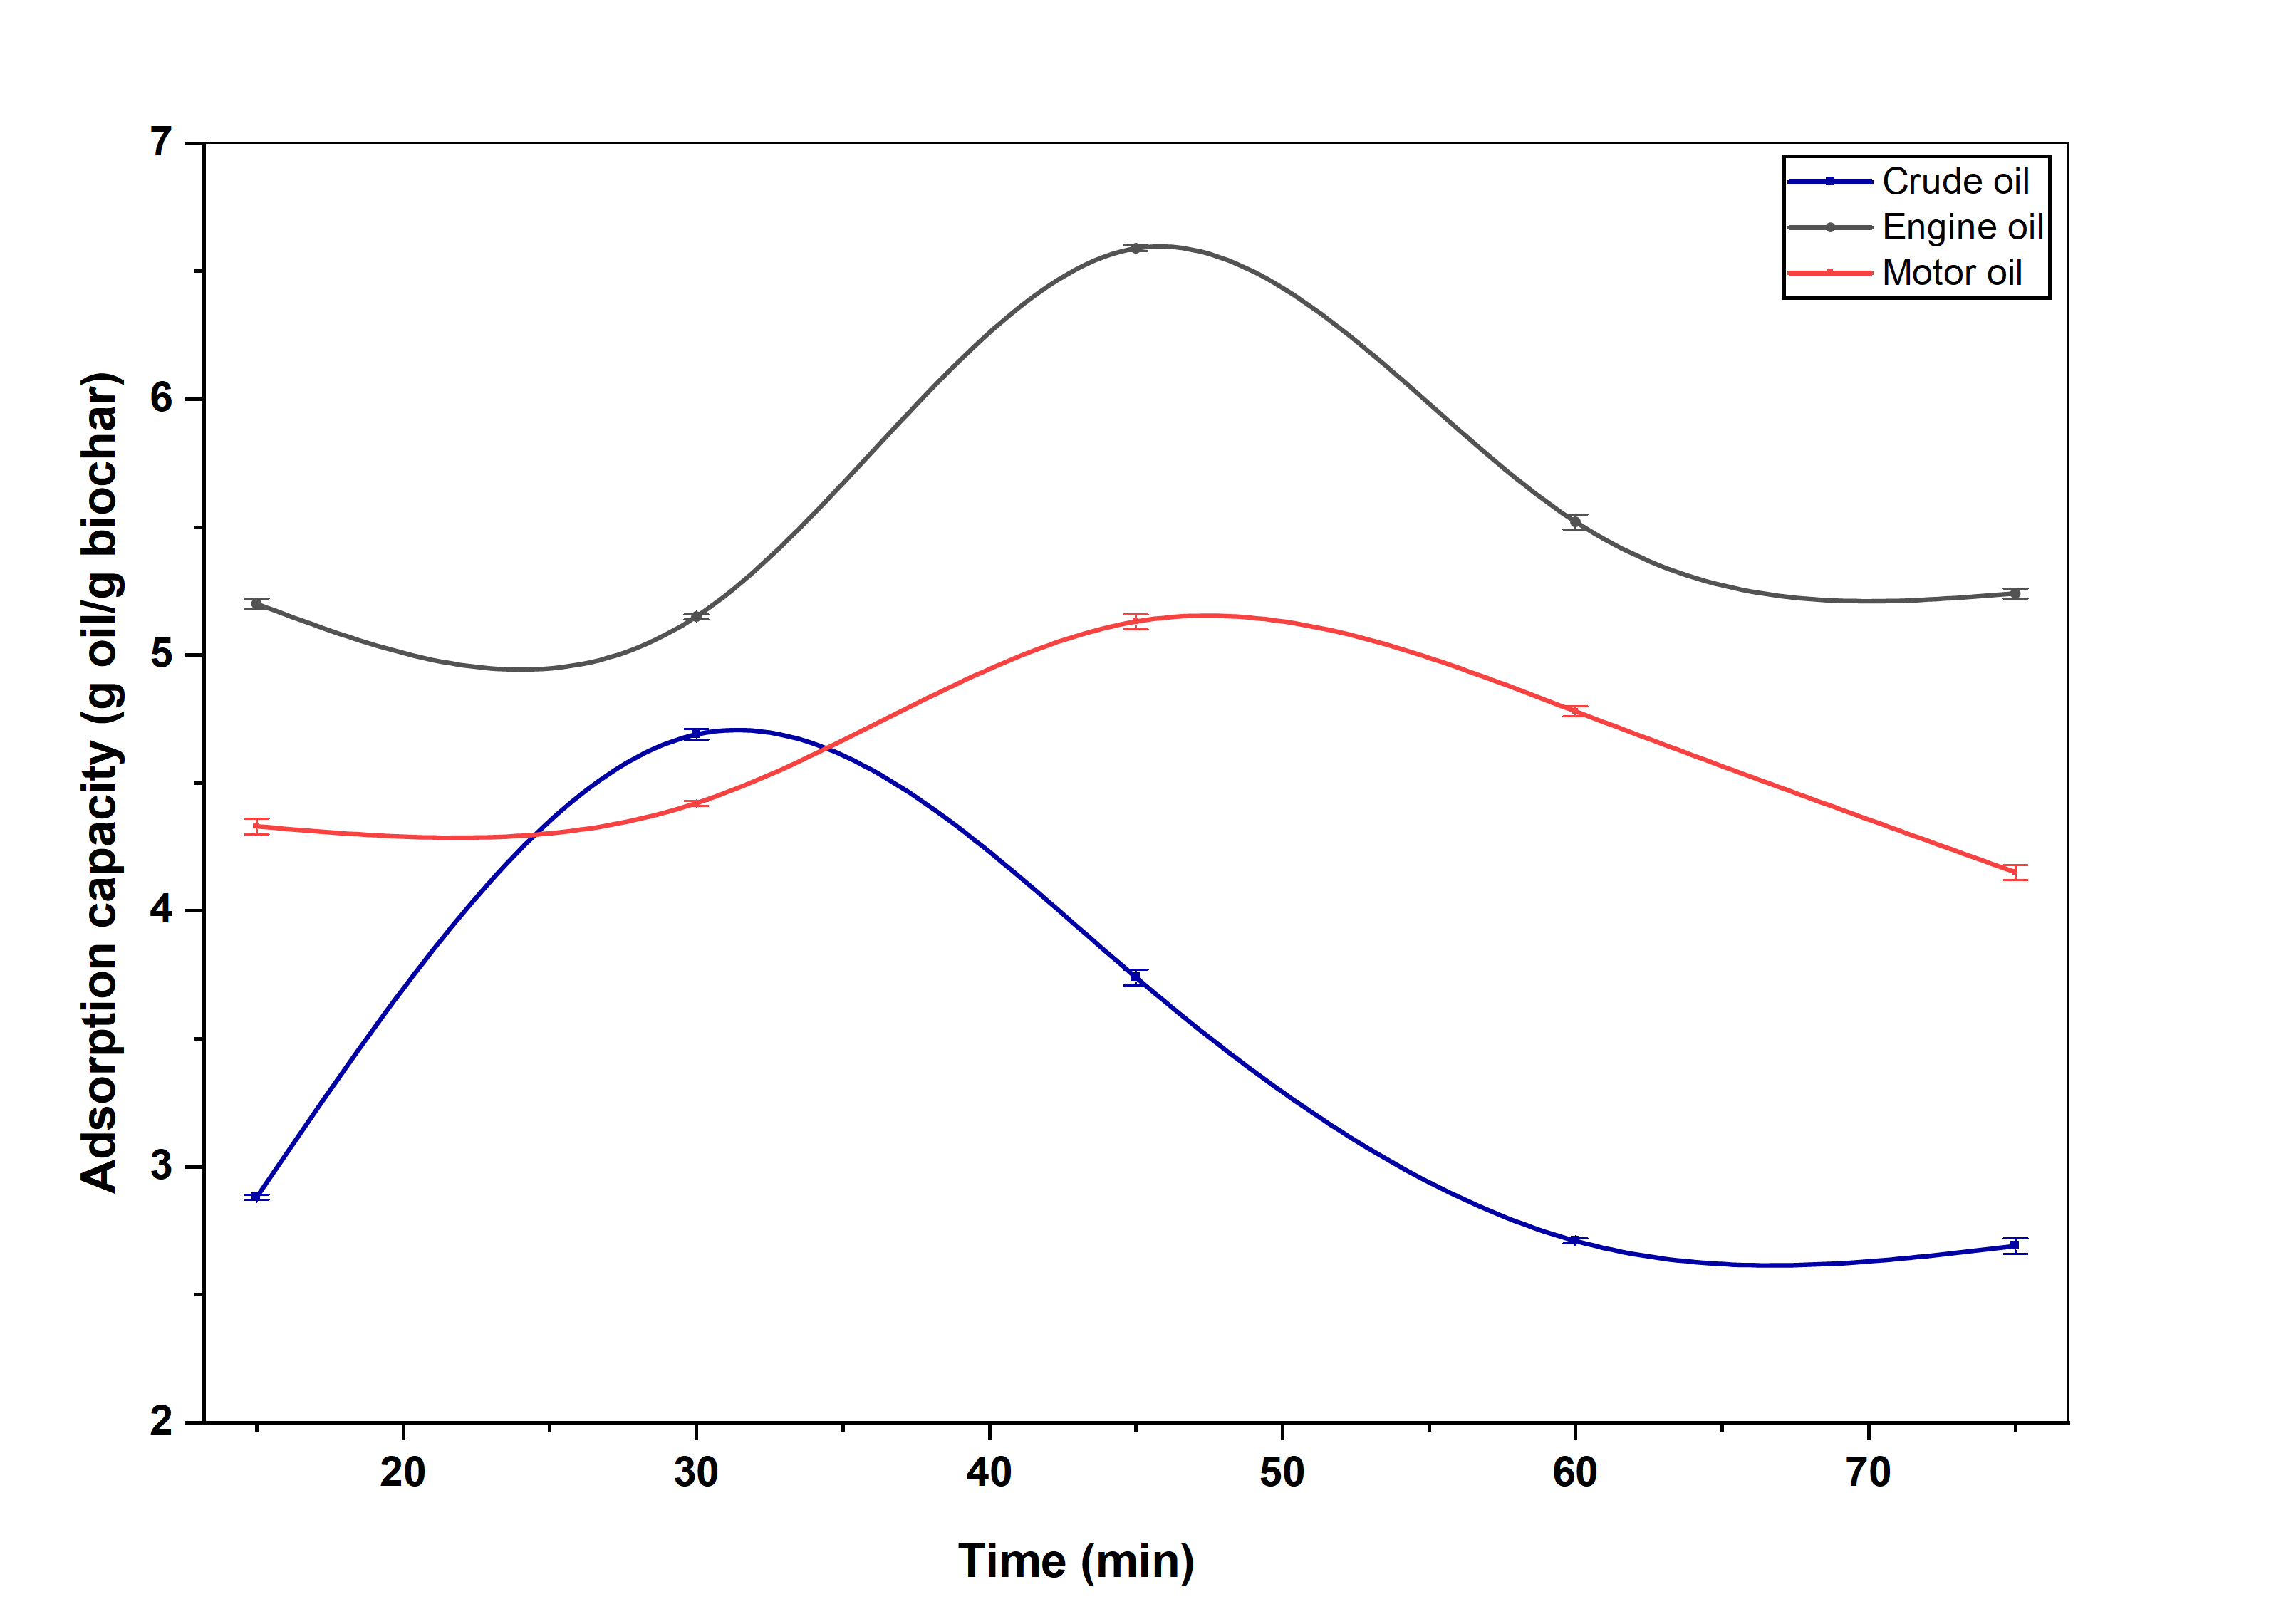 7
6
5
4
3
2
Adsorption capacity (g oil/g biochar)
Crude oil
Engine oil
Motor oil
20 30 40 50 60 70
Time (min)